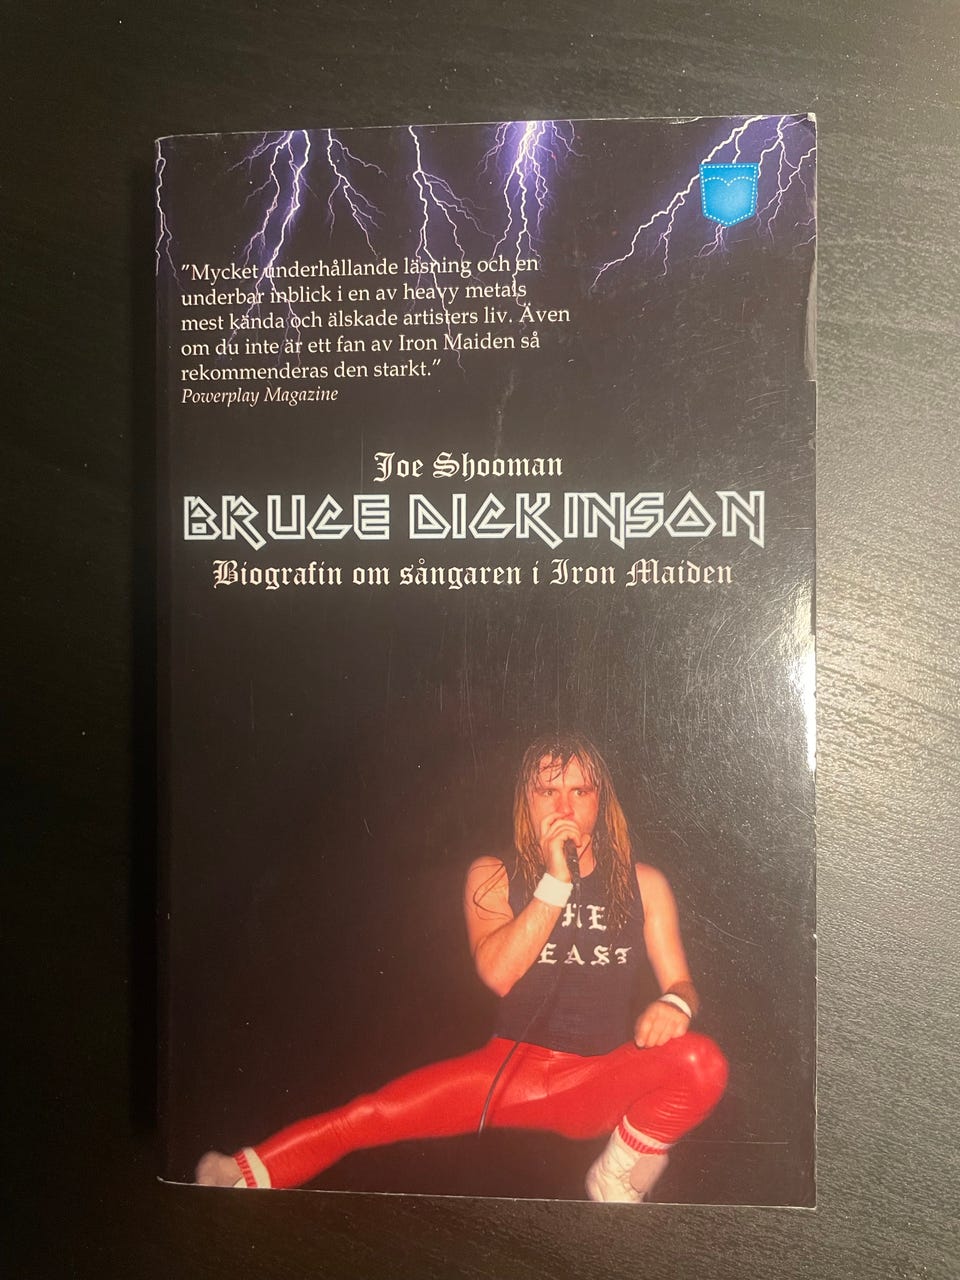 ”Mycket underhållande läsning och en
underbar inblick i en av heavy metals
mest kända och älskade artisters liv. Även
om du inte är ett fan av Iron Maiden så
rekommenderas den starkt.”
Powerplay Magazine
Joe Shooman
BRUCE DICKINSON
Biografin om sångaren i Iron Maiden
HE
EAST